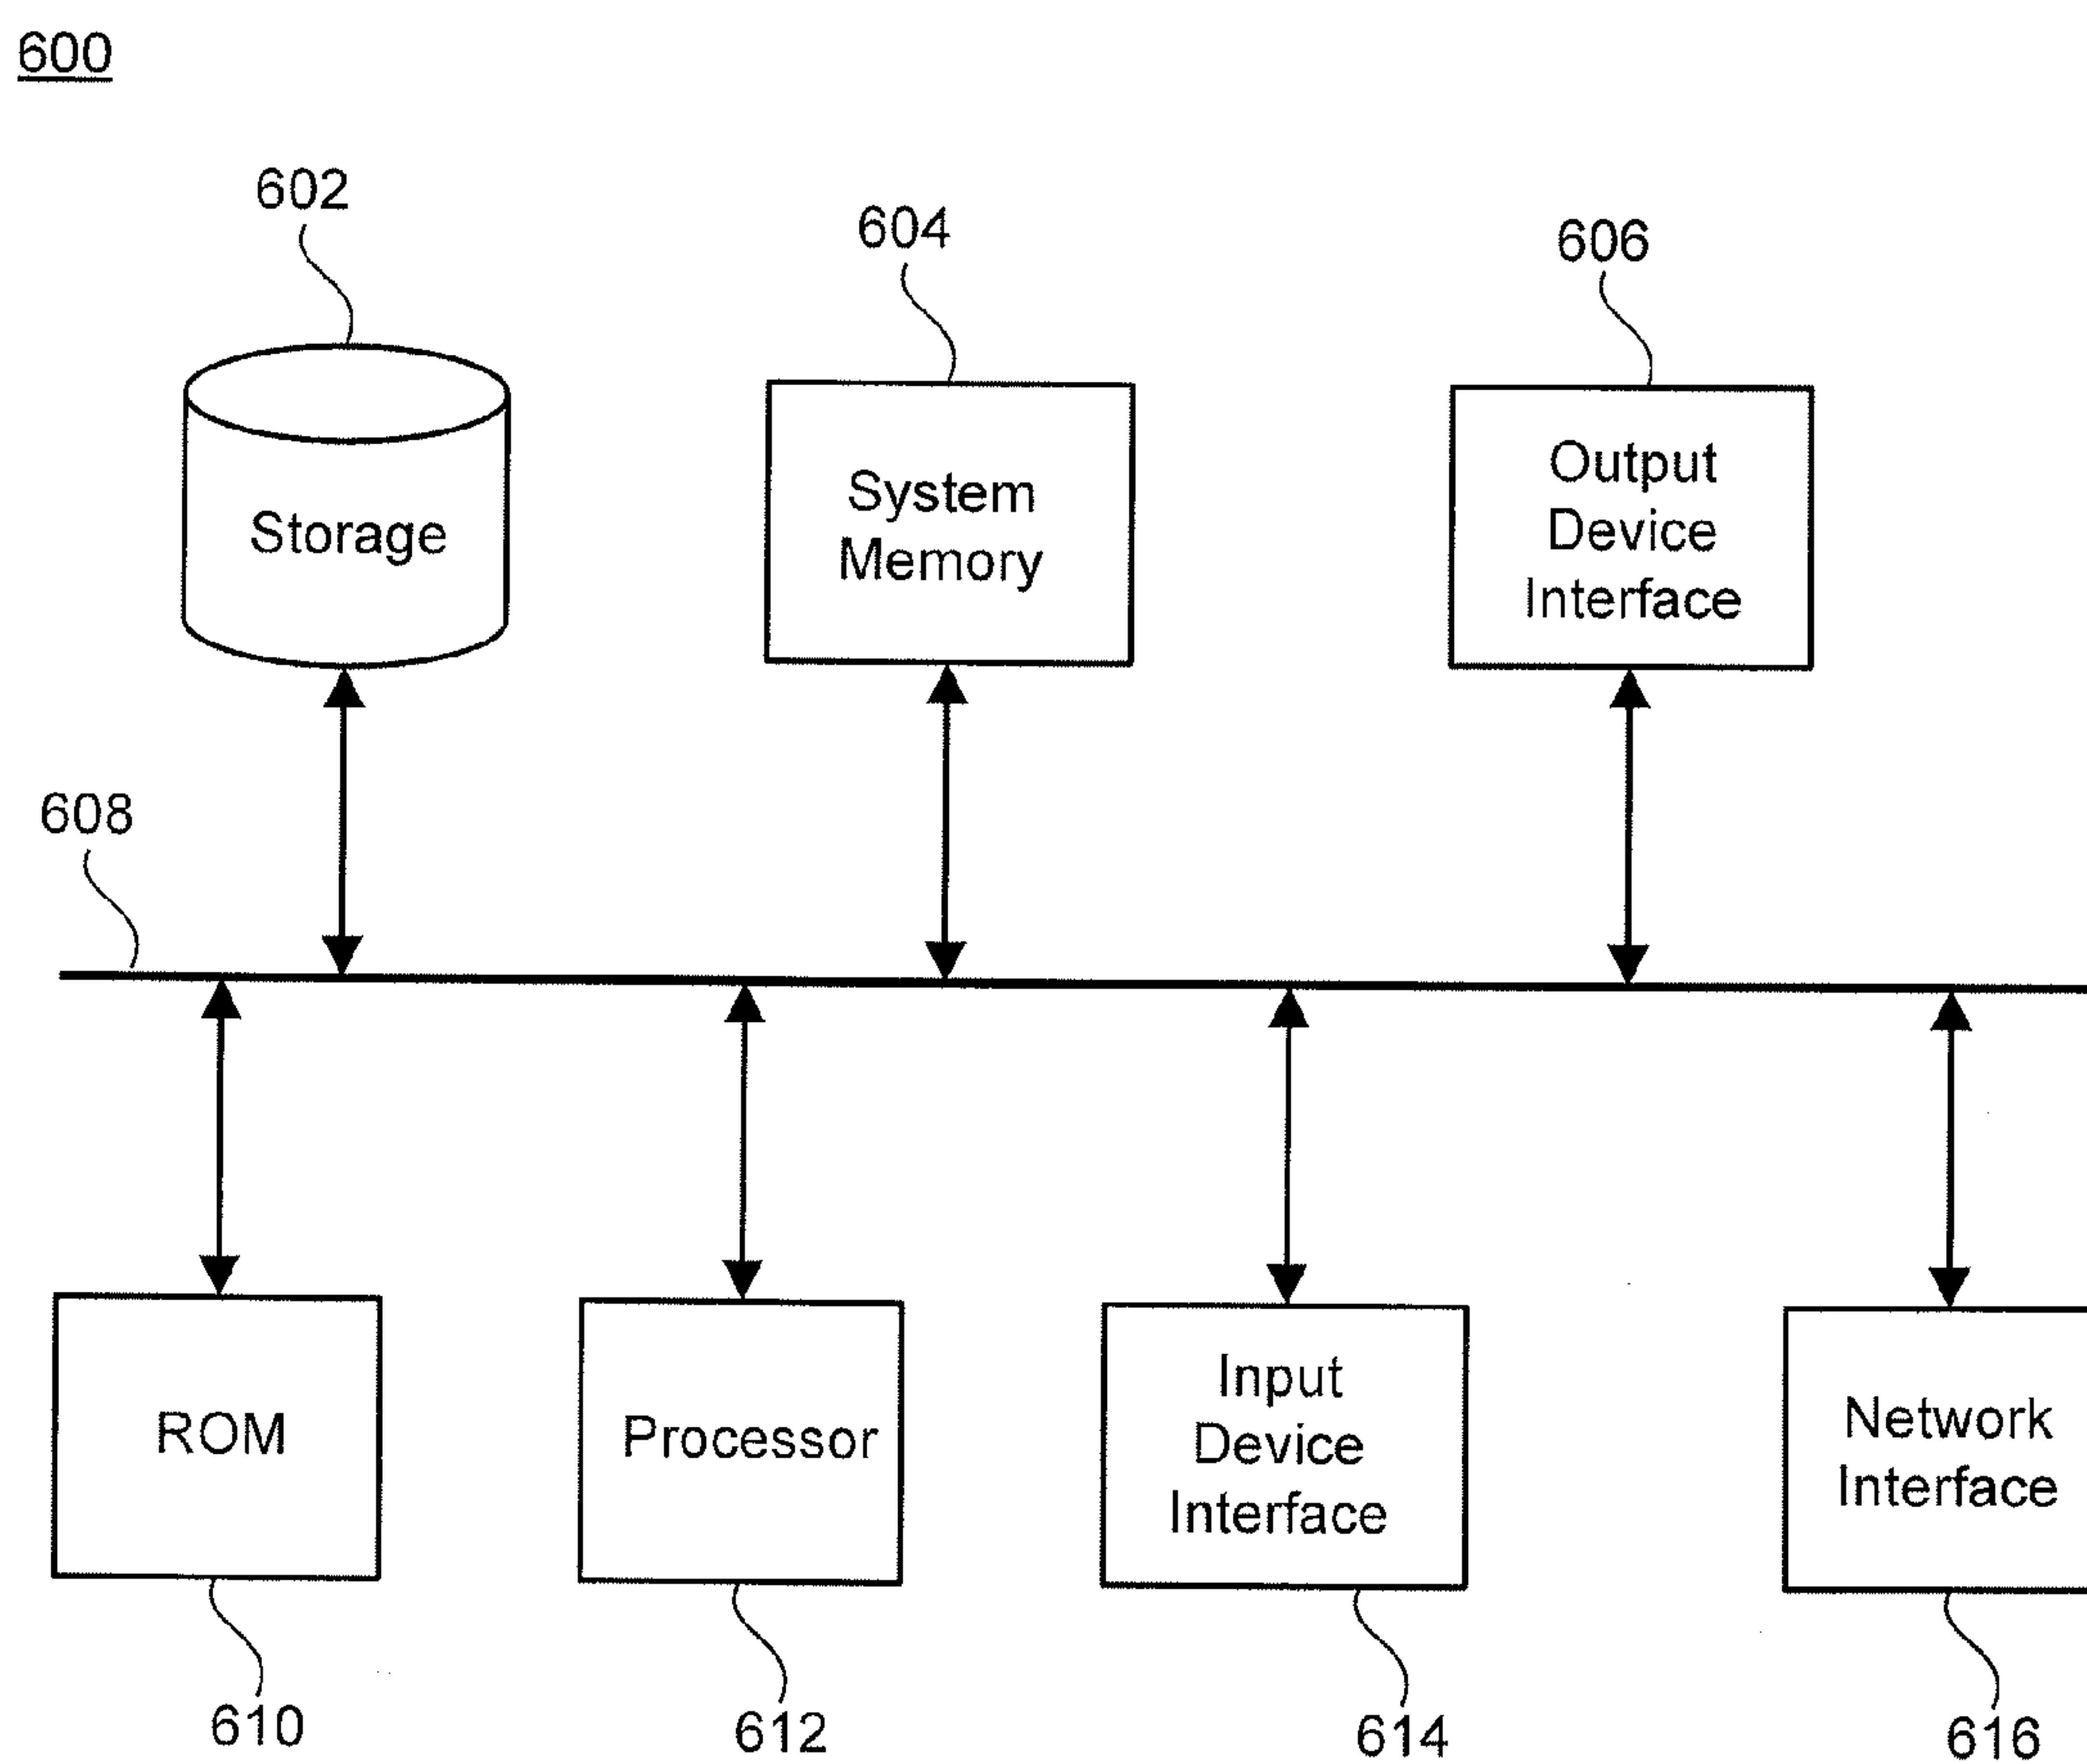 600
602
604
606
Storage
System
Memory
Output
Device
Interface
608
ROM
Processor
Input
Device
Interface
Network
Interface
610
612
614
616